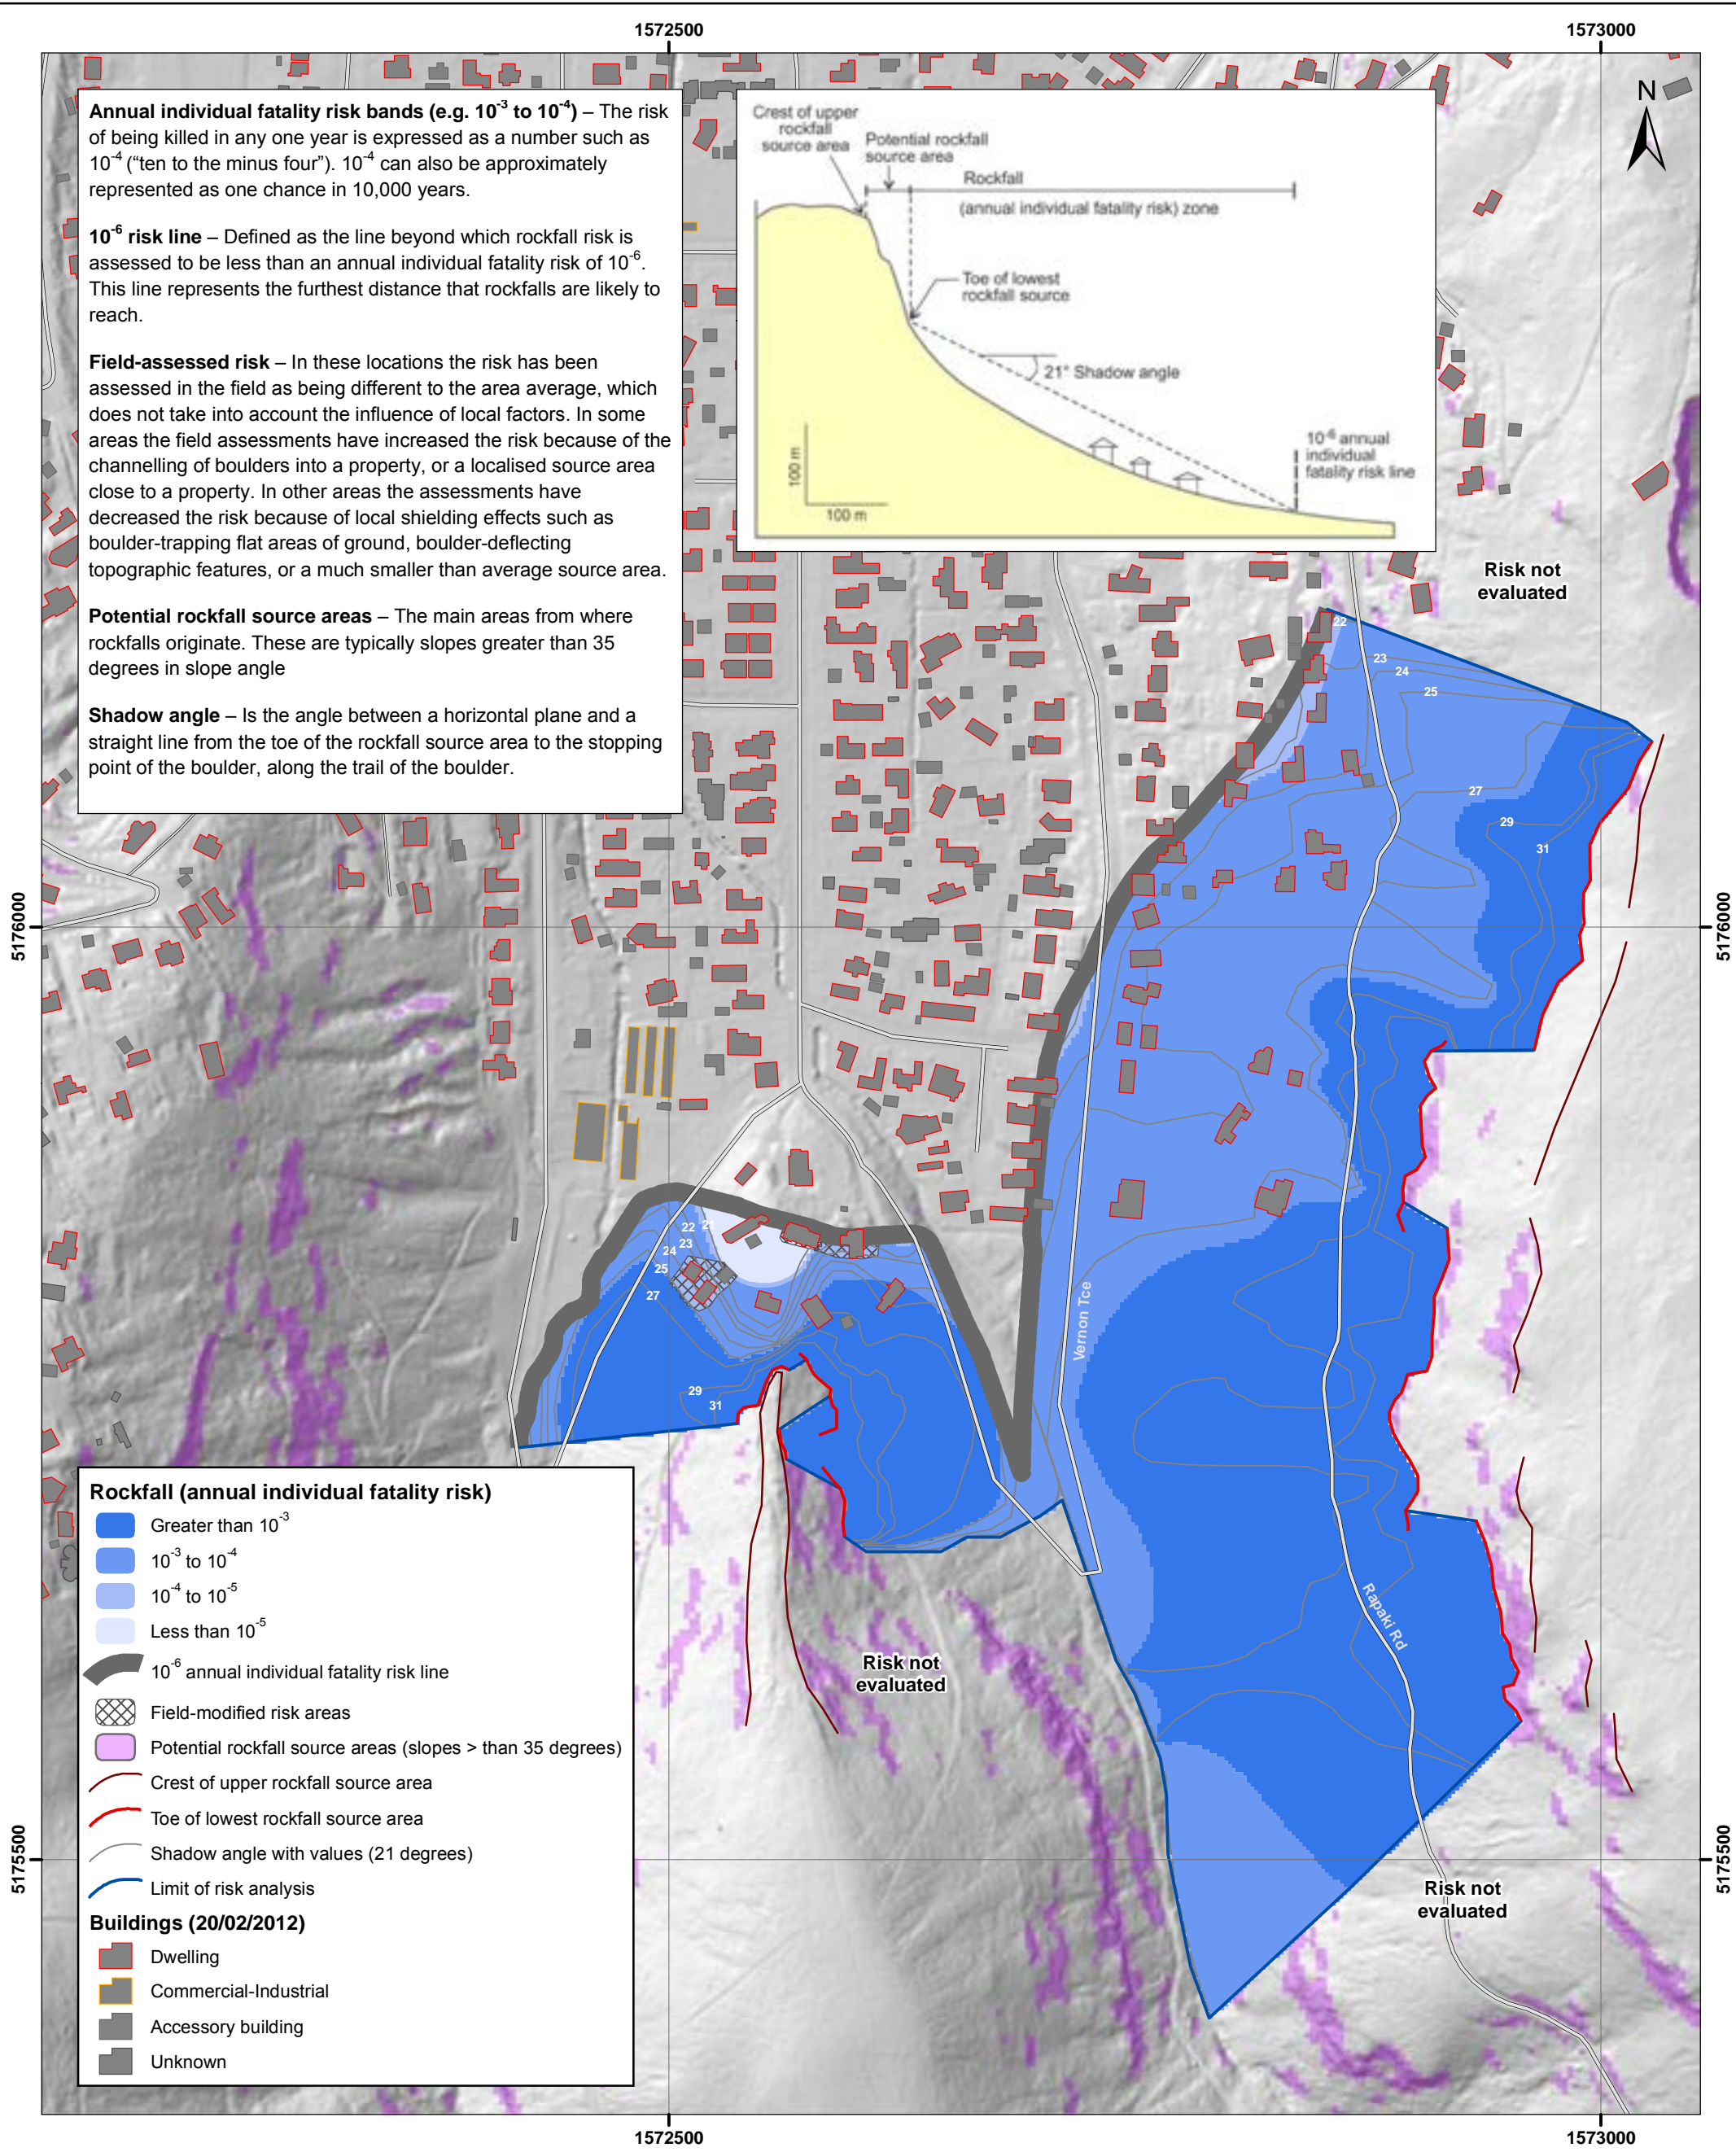 1572500
1573000
Annual individual fatality risk bands (e.g. 10-3 to 10-4) – The risk
of being killed in any one year is expressed as a number such as
10-4 (“ten to the minus four”). 10-4 can also be approximately
represented as one chance in 10,000 years.
10-6 risk line – Defined as the line beyond which rockfall risk is
assessed to be less than an annual individual fatality risk of 10-6.
This line represents the furthest distance that rockfalls are likely to
reach.
Field-assessed risk – In these locations the risk has been
assessed in the field as being different to the area average, which
does not take into account the influence of local factors. In some
areas the field assessments have increased the risk because of the
channelling of boulders into a property, or a localised source area
close to a property. In other areas the assessments have
decreased the risk because of local shielding effects such as
boulder-trapping flat areas of ground, boulder-deflecting
topographic features, or a much smaller than average source area.
Potential rockfall source areas – The main areas from where
rockfalls originate. These are typically slopes greater than 35
degrees in slope angle
Shadow angle – Is the angle between a horizontal plane and a
straight line from the toe of the rockfall source area to the stopping
point of the boulder, along the trail of the boulder.
Crest of upper
rockfall
source area
Potential rockfall
source area
Rockfall
(annual individual fatality risk) zone
Toe of lowest
rockfall source
21° Shadow angle
10-6 annual
individual
fatality risk line
100 m
100 m
N
Risk not
evaluated
22
23
24
25
27
29
31
5176000
5176000
22
21
23
24
25
27
29
31
Vernon Tce
Rapaki Rd
Risk not
evaluated
Risk not
evaluated
5175500
5175500
Rockfall (annual individual fatality risk)
Greater than 10-3
10-3 to 10-4
10-4 to 10-5
Less than 10-5
10-6 annual individual fatality risk line
Field-modified risk areas
Potential rockfall source areas (slopes > than 35 degrees)
Crest of upper rockfall source area
Toe of lowest rockfall source area
Shadow angle with values (21 degrees)
Limit of risk analysis
Buildings (20/02/2012)
Dwelling
Commercial-Industrial
Accessory building
Unknown
1572500
1573000